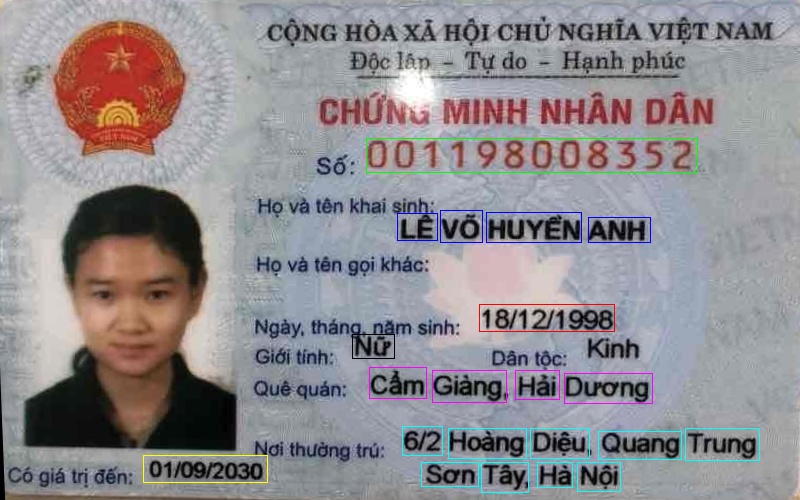 CỘNG HÒA XÃ HỘI CHỦ NGHĨA VIỆT NAM
Độc lập - Tự do - Hạnh phúc
CHỨNG MINH NHÂN DÂN
Số: 001198008352
Họ và tên khai sinh:
LÊ VÕ HUYỀN ANH
Họ và tên gọi khác:
Ngày, tháng, năm sinh: 18/12/1998
Giới tính: Nữ Dân tộc: Kinh
Quê quán: Cẩm Giàng, Hải Dương
Nơi thường trú: 6/2 Hoàng Diệu, Quang Trung
Sơn Tây, Hà Nội
Có giá trị đến: 01/09/2030